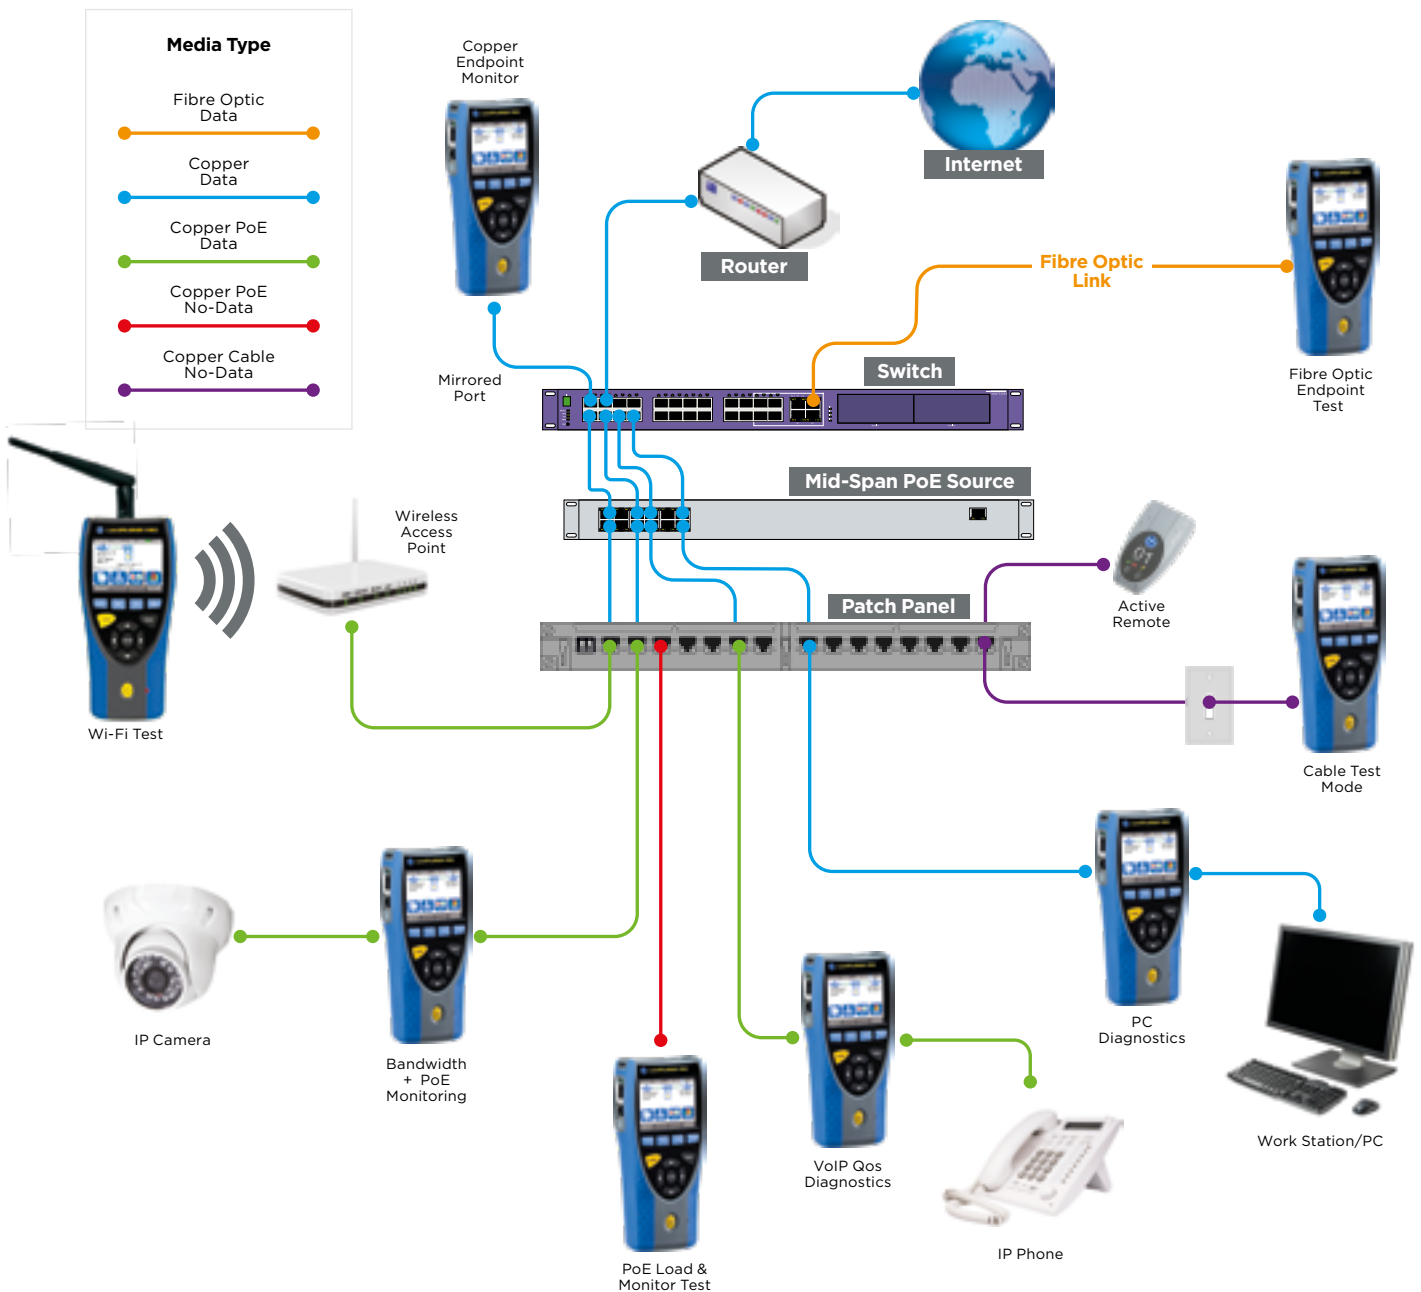 Media Type
Fibre Optic
Data
Copper
Data
Copper PoE
Data
Copper PoE
No-Data
Copper Cable
No-Data
Copper
Endpoint
Monitor
Internet
Router
Fibre Optic
Link
Mirrored
Port
Switch
Fibre Optic
Endpoint
Test
Mid-Span PoE Source
Wireless
Access
Point
Patch Panel
Active
Remote
Wi-Fi Test
Cable Test
Mode
IP Camera
Bandwidth
+ PoE
Monitoring
PC
Diagnostics
Work Station/PC
VoIP Qos
Diagnostics
IP Phone
PoE Load &
Monitor Test